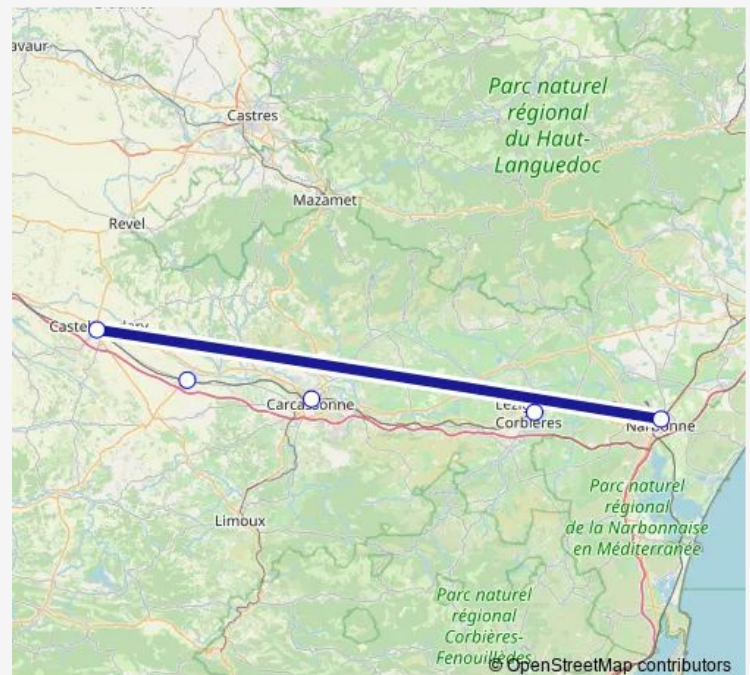 avaur
Castres
Parc naturel
régional
du Haut-
Languedoc
Mazamet
Revel
Carcassonne
Corbières
Narbonne
Parc naturel
régional
de la Narbonnaise
en Méditerranée
Limoux
Parc naturel
régional
Corbières-
Fenouillèdes
© OpenStreetMap contributors